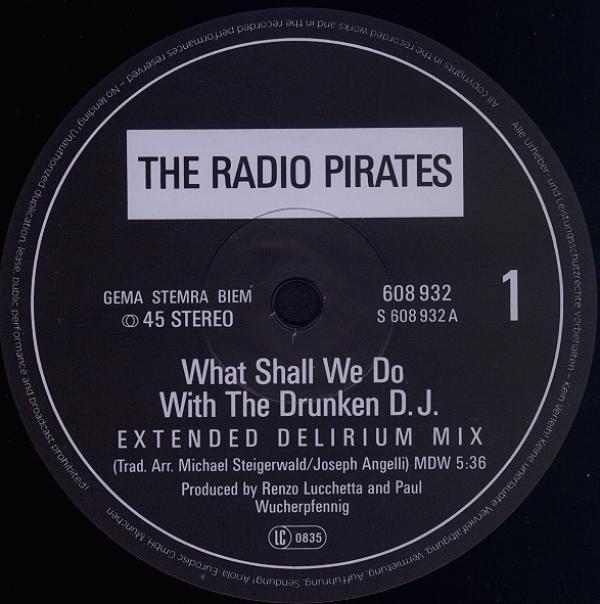 THE RADIO PIRATES
GEMA STEMRA BIEM
45 STEREO
608 932
S 608 932 A
1
What Shall We Do
With The Drunken D.J.
EXTENDED DELIRIUM MIX
(Trad. Arr. Michael Steigerwald/Joseph Angelli) MDW 5:36
Produced by Renzo Lucchetta and Paul
Wucherpfennig
LC 0835
Alle Urheber- und Leistungsschutzrechte vorbehalten – Kein Verleih! Keine unerlaubte Vervielfältigung, Vermietung, Aufführung, Sendung! Ariola-Eurodisc GmbH, München
All copyrights in the recorded works and in the recorded performances reserved – No lending! Unauthorized duplication, lease, public performance and broadcast prohibited!